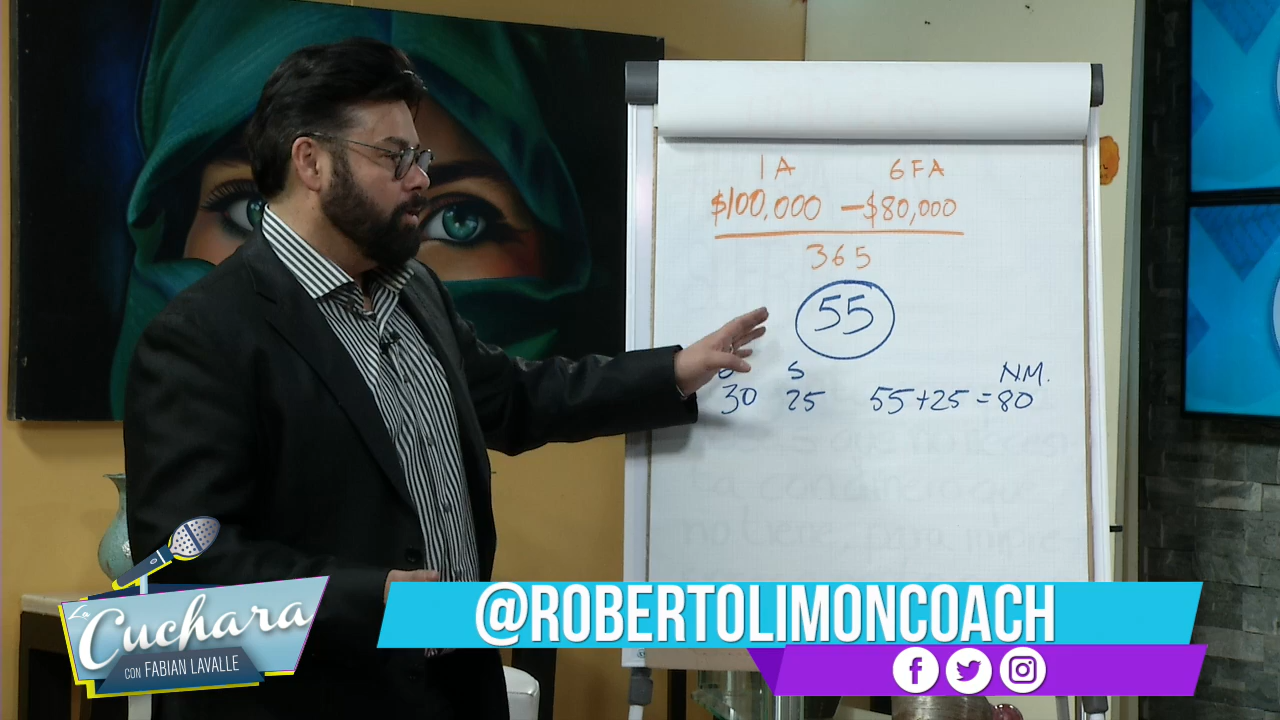 1A 6FA
$100,000 -$80,000
365
55
S N.M.
30 25 55+25=80
La
Cuchara
CON FABIAN LAVALLE
@ROBERTOLIMONCOACH